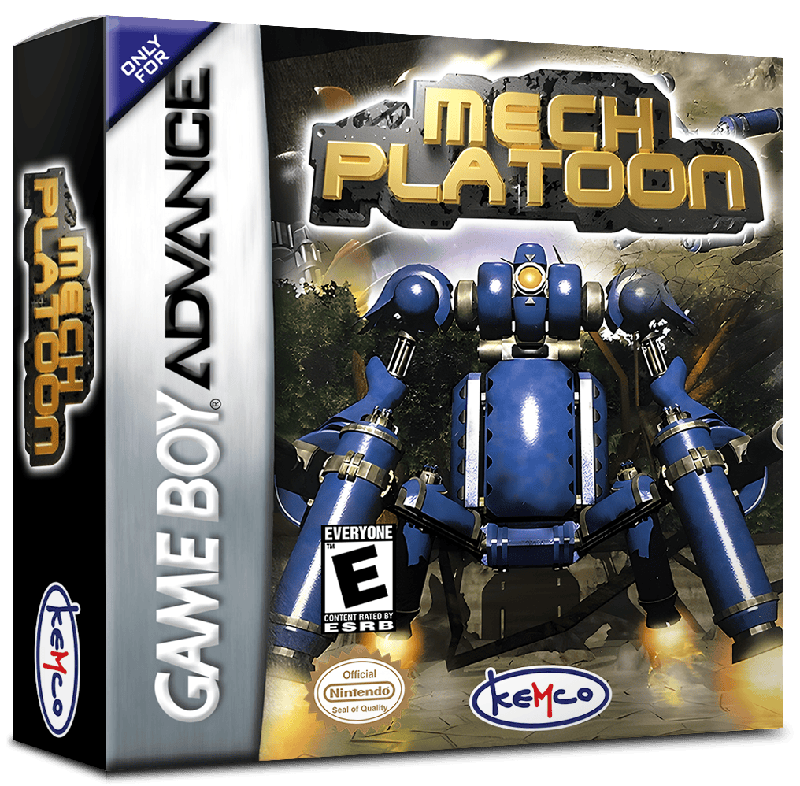 ONLY
FOR
GAME BOY ADVANCE
®
MECH
PLATOON
MECH
PLATOON
KEMCO
EVERYONE
™
E
CONTENT RATED BY
ESRB
Official
Nintendo
Seal of Quality
KEMCO